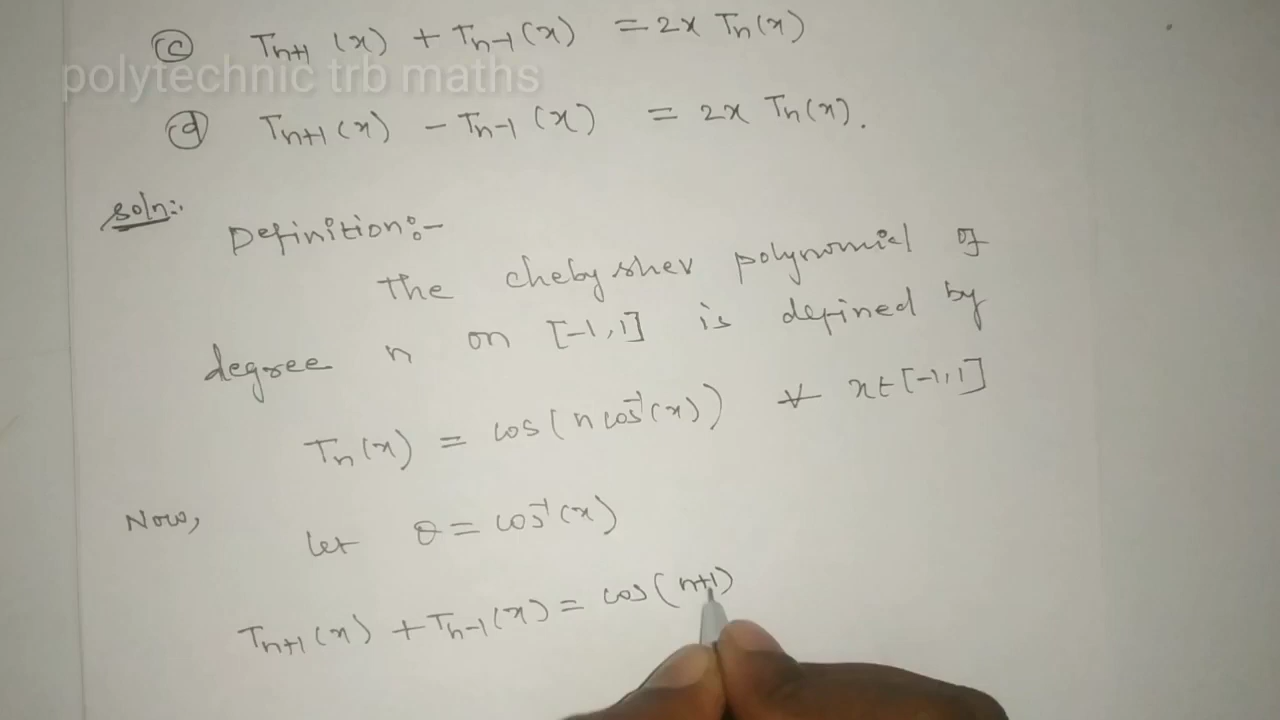 ⓒ Tn+1 (x) + Tn-1 (x) = 2x Tn(x)
polytechnic trb maths
ⓓ Tn+1 (x) - Tn-1 (x) = 2x Tn(x).
Soln:.
Definition:-
The chebyshev polynomial of
degree n on [-1,1] is defined by
Tn(x) = cos(n cos⁻¹(x)) ∀ x∈[-1,1]
Now,
let θ = cos⁻¹(x)
Tn+1 (x) + Tn-1 (x) = cos(n+1)